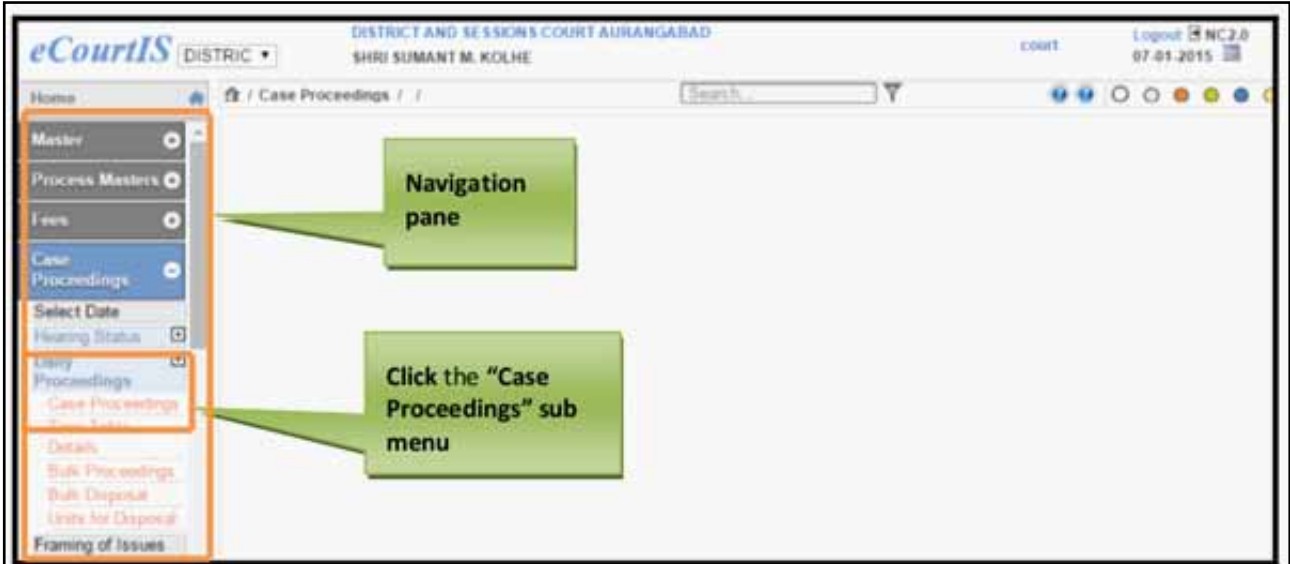 eCourtIS DISTRIC
DISTRICT AND SESSIONS COURT AURANGABAD
SHRI SUMANT M. KOLHE
court
Logout NC2.0
07-01-2015
Home
/ Case Proceedings / /
Search...
Master
Process Masters
Fees
Case
Proceedings
Select Date
Hearing Status
Daily
Proceedings
Case Proceedings
Details
Bulk Proceedings
Bulk Disposal
Units for Disposal
Framing of Issues
Navigation
pane
Click the “Case
Proceedings” sub
menu